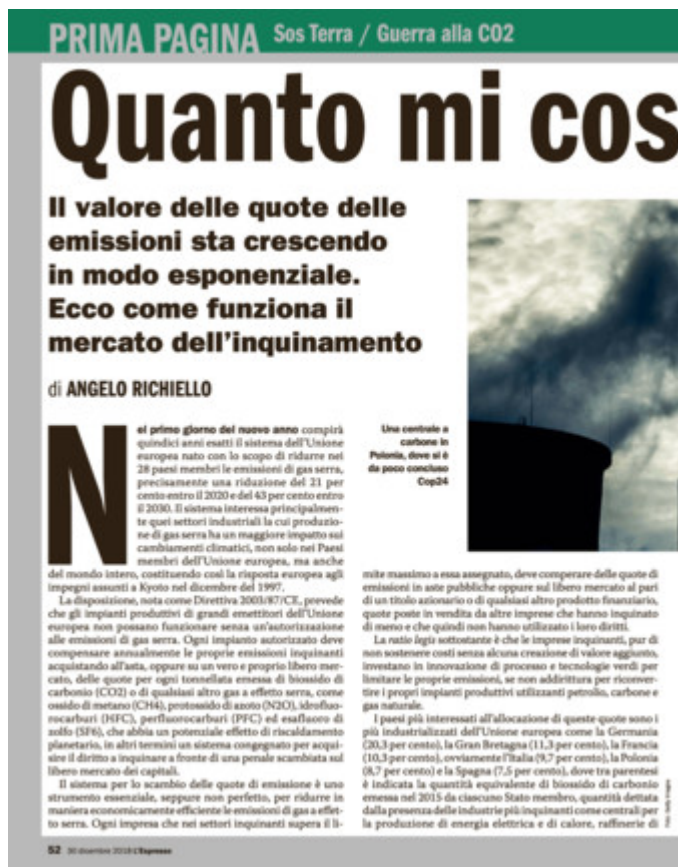 PRIMA PAGINA Sos Terra / Guerra alla CO2
Quanto mi cos
Il valore delle quote delle
emissioni sta crescendo
in modo esponenziale.
Ecco come funziona il
mercato dell'inquinamento
di ANGELO RICHIELLO
Nel primo giorno del nuovo anno compirà
quindici anni esatti il sistema dell'Unione
europea nato con lo scopo di ridurre nei
28 paesi membri le emissioni di gas serra,
precisamente una riduzione del 21 per
cento entro il 2020 e del 43 per cento entro
il 2030. Il sistema interessa principalmen-
te quei settori industriali la cui produzio-
ne di gas serra ha un maggiore impatto sui
cambiamenti climatici, non solo nei Paesi
membri dell'Unione europea, ma anche
del mondo intero, costituendo così la risposta europea agli
impegni assunti a Kyoto nel dicembre del 1997.
La disposizione, nota come Direttiva 2003/87/CE, prevede
che gli impianti produttivi di grandi emettitori dell'Unione
europea non possano funzionare senza un'autorizzazione
alle emissioni di gas serra. Ogni impianto autorizzato deve
compensare annualmente le proprie emissioni inquinanti
acquistando all'asta, oppure su un vero e proprio libero mer-
cato, delle quote per ogni tonnellata emessa di biossido di
carbonio (CO2) o di qualsiasi altro gas a effetto serra, come
ossido di metano (CH4), protossido di azoto (N2O), idrofluo-
rocarburi (HFC), perfluorocarburi (PFC) ed esafluoro di
zolfo (SF6), che abbia un potenziale effetto di riscaldamento
planetario, in altri termini un sistema congegnato per acqui-
sire il diritto a inquinare a fronte di una penale scambiata sul
libero mercato dei capitali.
Il sistema per lo scambio delle quote di emissione è uno
strumento essenziale, seppure non perfetto, per ridurre in
maniera economicamente efficiente le emissioni di gas a effet-
to serra. Ogni impresa che nei settori inquinanti supera il li-
Una centrale a
carbone in
Polonia, dove si è
da poco concluso
Cop24
mite massimo a essa assegnato, deve comperare delle quote di
emissioni in aste pubbliche oppure sul libero mercato al pari
di un titolo azionario o di qualsiasi altro prodotto finanziario,
quote poste in vendita da altre imprese che hanno inquinato
di meno e che quindi non hanno utilizzato i loro diritti.
La ratio legis sottostante è che le imprese inquinanti, pur di
non sostenere costi senza alcuna creazione di valore aggiunto,
investano in innovazione di processo e tecnologie verdi per
limitare le proprie emissioni, se non addirittura per riconver-
tire i propri impianti produttivi utilizzanti petrolio, carbone e
gas naturale.
I paesi più interessati all'allocazione di queste quote sono i
più industrializzati dell'Unione europea come la Germania
(20,3 per cento), la Gran Bretagna (11,3 per cento), la Francia
(10,3 per cento), ovviamente l'Italia (9,7 per cento), la Polonia
(8,7 per cento) e la Spagna (7,5 per cento), dove tra parentesi
è indicata la quantità equivalente di biossido di carbonio
emessa nel 2015 da ciascuno Stato membro, quantità dettata
dalla presenza delle industrie più inquinanti come centrali per
la produzione di energia elettrica e di calore, raffinerie di
Foto: Getty Images
52 30 dicembre 2018 L'Espresso